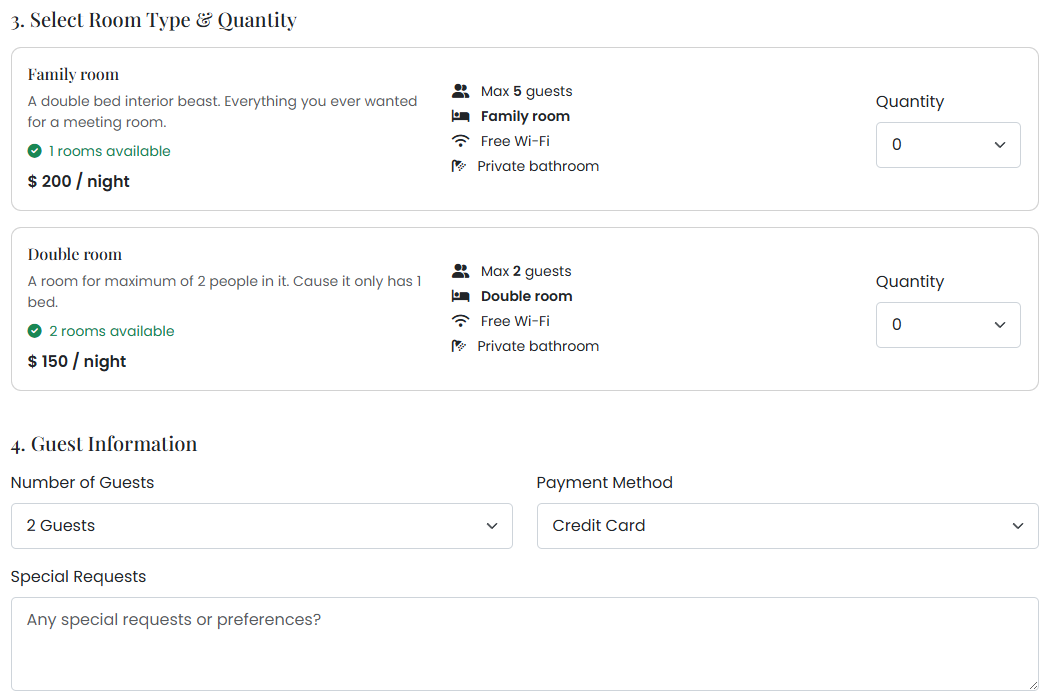 3. Select Room Type & Quantity
Family room
A double bed interior beast. Everything you ever wanted
for a meeting room.
1 rooms available
$ 200 / night
Max 5 guests
Family room
Free Wi-Fi
Private bathroom
Quantity
0
Double room
A room for maximum of 2 people in it. Cause it only has 1
bed.
2 rooms available
$ 150 / night
Max 2 guests
Double room
Free Wi-Fi
Private bathroom
Quantity
0
4. Guest Information
Number of Guests
2 Guests
Payment Method
Credit Card
Special Requests
Any special requests or preferences?